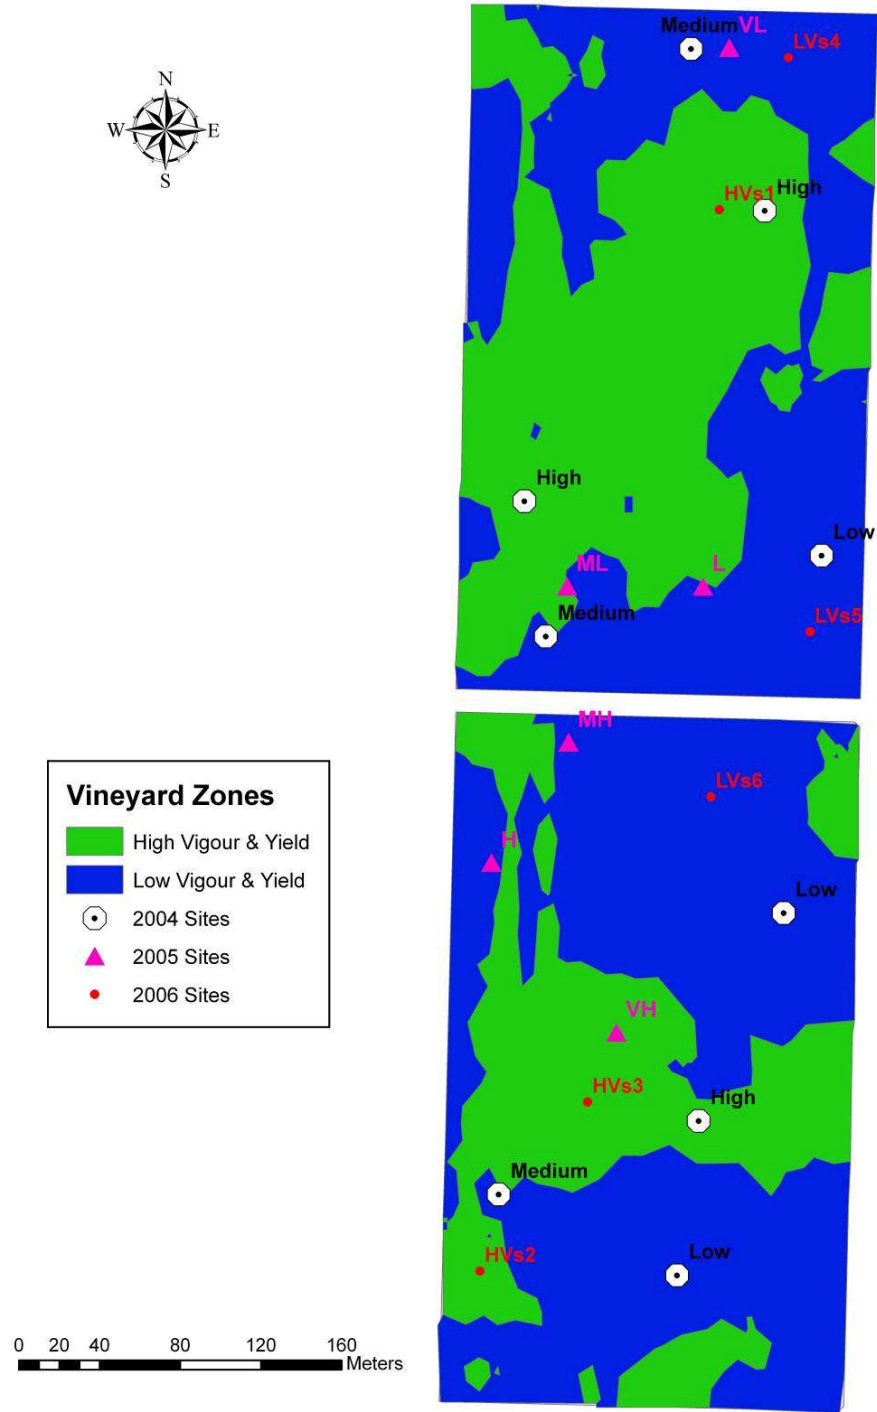 Medium
VL
LVs4
N
W
E
S
HVs1
High
High
Low
ML
L
Medium
LVs5
MH
LVs6
Vineyard Zones
High Vigour & Yield
Low Vigour & Yield
2004 Sites
2005 Sites
2006 Sites
H
Low
VH
HVs3
High
Medium
HVs2
Low
0 20 40 80 120 160
Meters